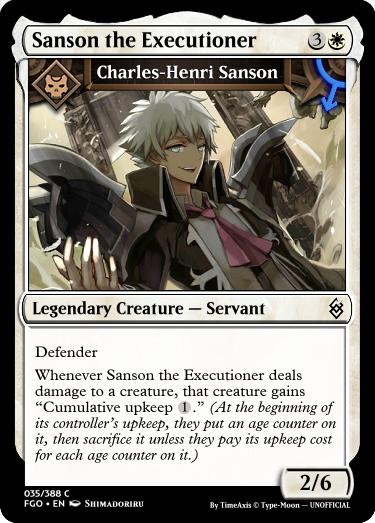 Sanson the Executioner 3
Charles-Henri Sanson
Legendary Creature — Servant
Defender
Whenever Sanson the Executioner deals
damage to a creature, that creature gains
“Cumulative upkeep 1.” (At the beginning of
its controller's upkeep, they put an age counter on
it, then sacrifice it unless they pay its upkeep cost
for each age counter on it.)
2/6
035/388 C
FGO • EN Shimadoriru
By TimeAxis © Type-Moon — UNOFFICIAL